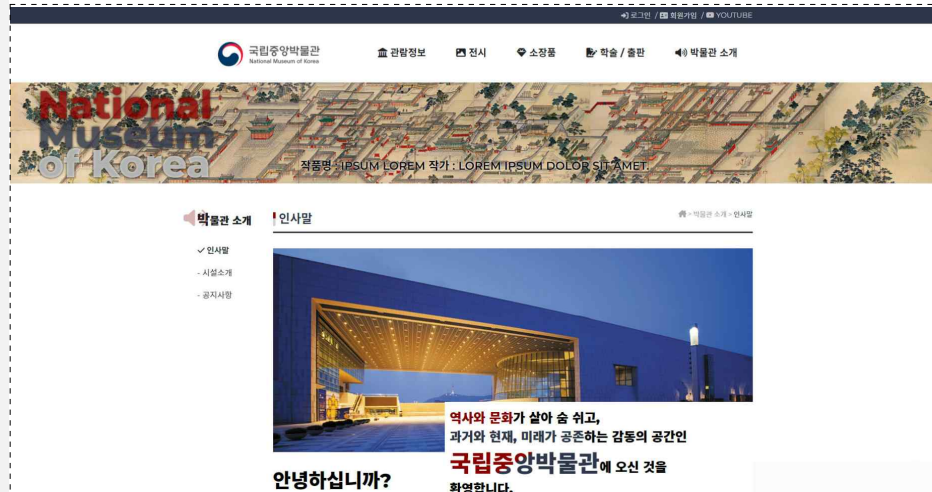 로그인 / 회원가입 / YOUTUBE
국립중앙박물관
National Museum of Korea
관람정보 전시 소장품 학술 / 출판 박물관 소개
National
Museum
of Korea
작품명 : IPSUM LOREM 작가 : LOREM IPSUM DOLOR SIT AMET.
박물관 소개
인사말
시설소개
- 공지사항
인사말
> 박물관 소개 > 인사말
역사와 문화가 살아 숨 쉬고,
과거와 현재, 미래가 공존하는 감동의 공간인
국립중앙박물관에 오신 것을
환영합니다.
안녕하십니까?